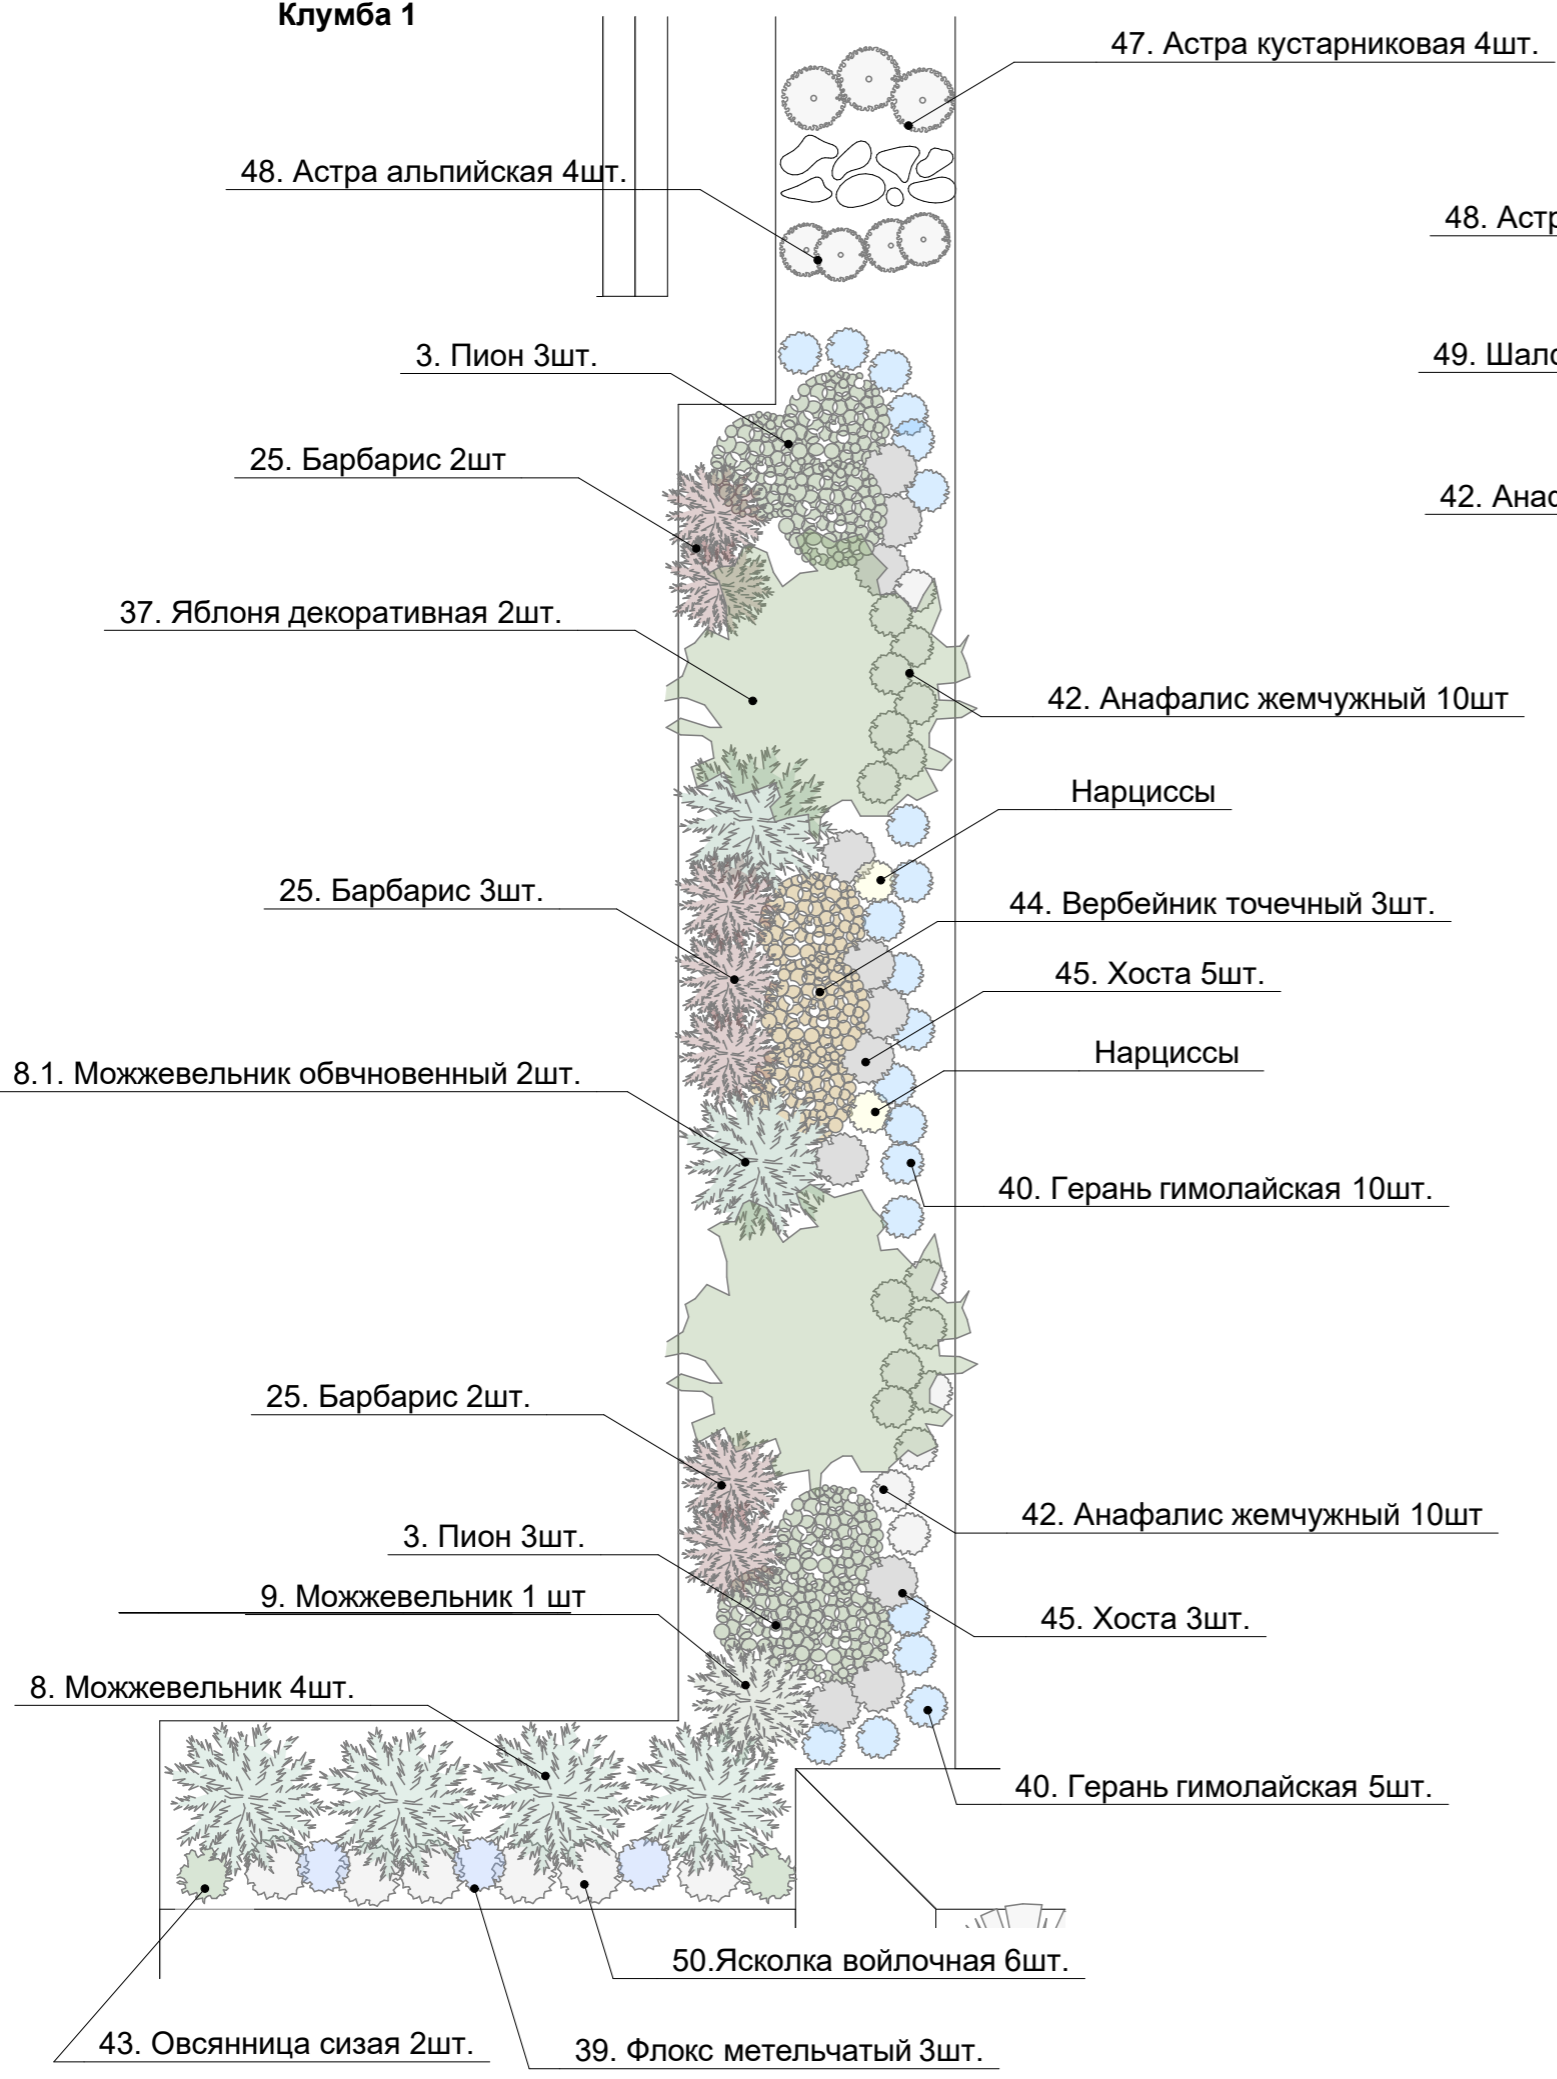 Клумба 1
47. Астра кустарниковая 4шт.
48. Астра альпийская 4шт.
48. Астр
3. Пион 3шт.
49. Шало
25. Барбарис 2шт
42. Анаф
37. Яблоня декоративная 2шт.
42. Анафалис жемчужный 10шт
Нарциссы
25. Барбарис 3шт.
44. Вербейник точечный 3шт.
45. Хоста 5шт.
Нарциссы
8.1. Можжевельник обвчновенный 2шт.
40. Герань гимолайская 10шт.
25. Барбарис 2шт.
42. Анафалис жемчужный 10шт
3. Пион 3шт.
9. Можжевельник 1 шт
45. Хоста 3шт.
8. Можжевельник 4шт.
40. Герань гимолайская 5шт.
50.Ясколка войлочная 6шт.
43. Овсянница сизая 2шт.
39. Флокс метельчатый 3шт.